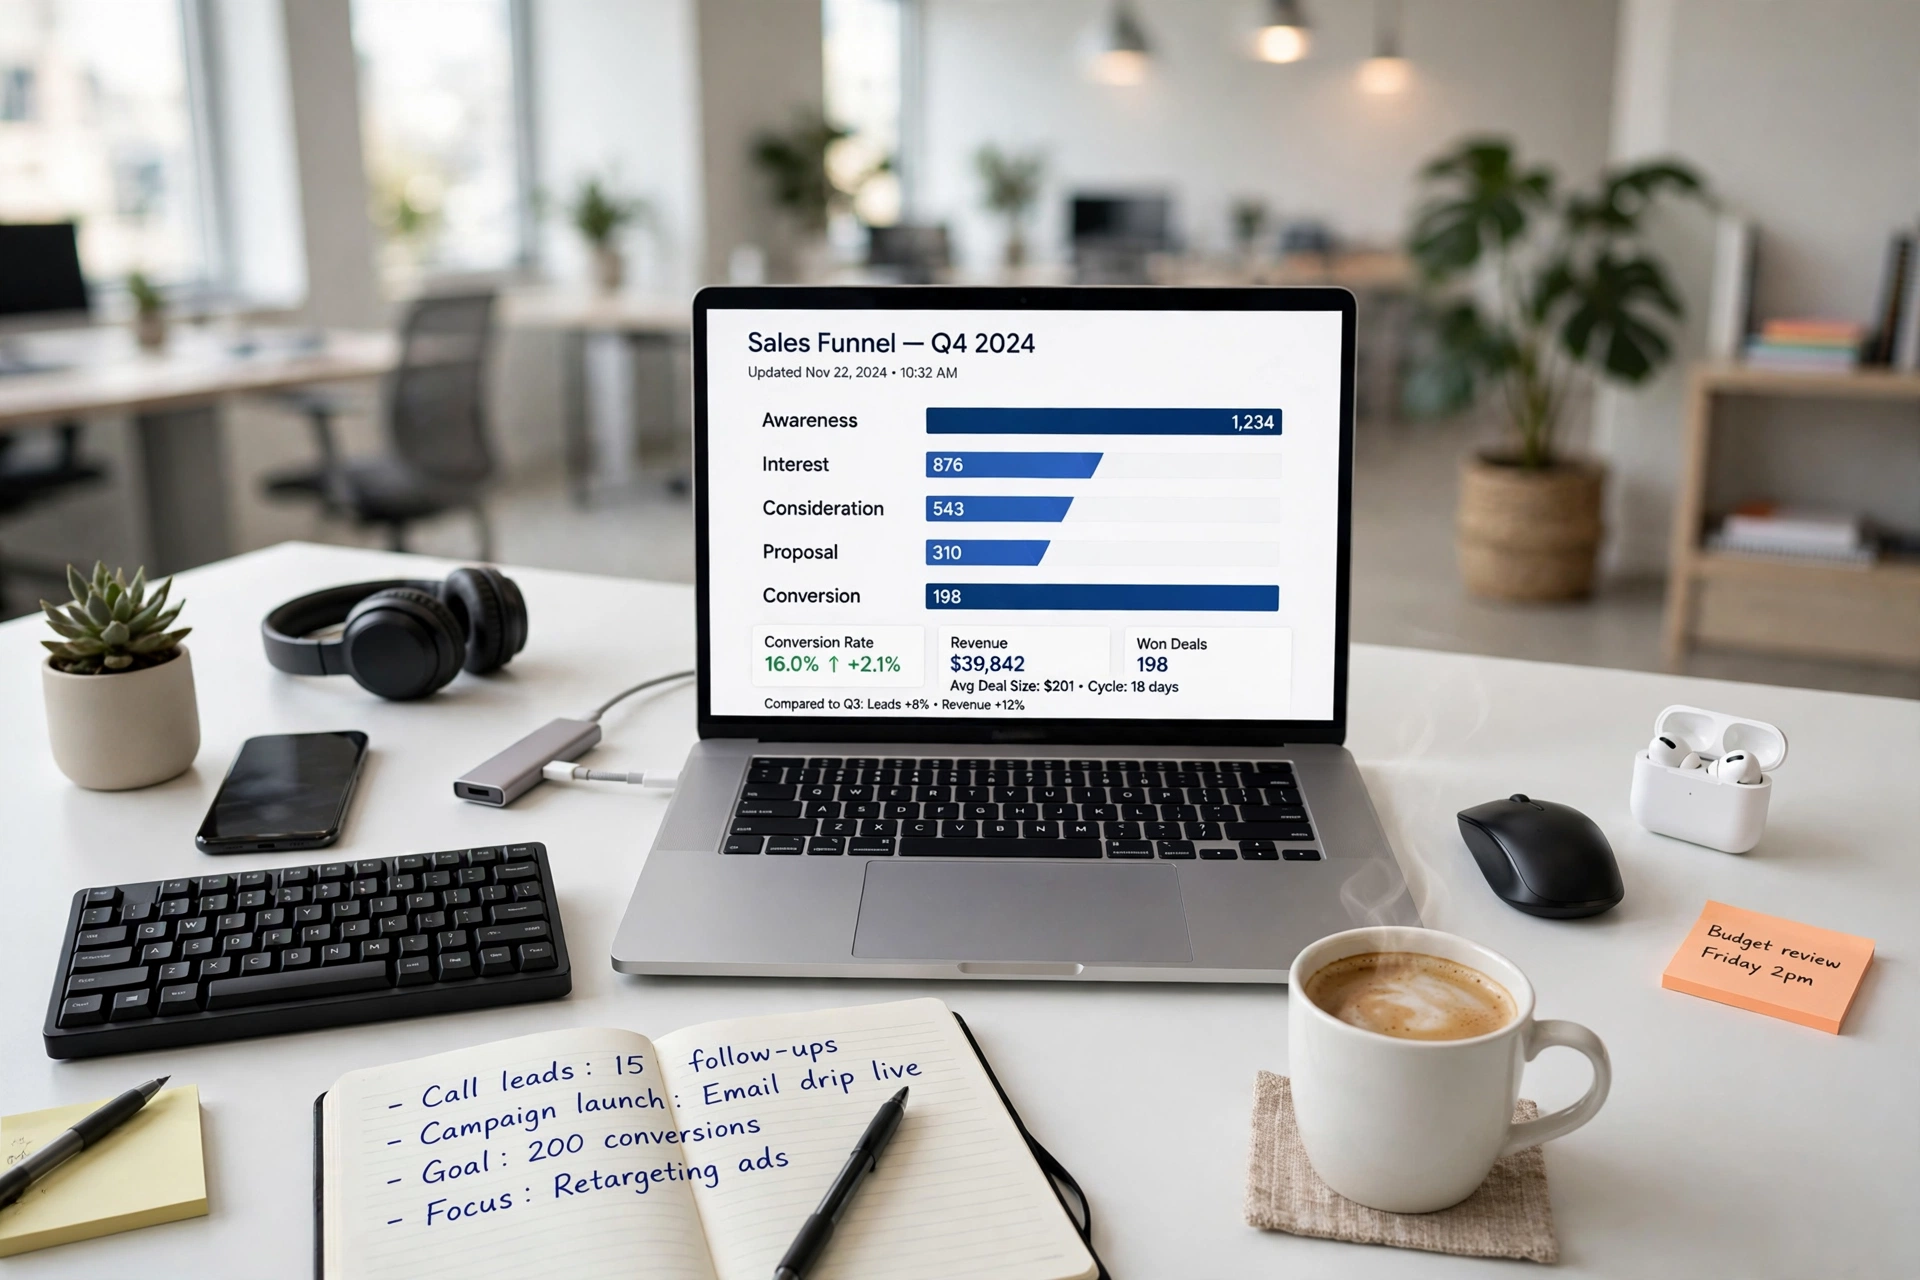 Sales Funnel — Q4 2024
Updated Nov 22, 2024 • 10:32 AM
Awareness 1,234
Interest 876
Consideration 543
Proposal 310
Conversion 198
Conversion Rate
16.0% ↑ +2.1%
Revenue
$39,842
Avg Deal Size: $201 • Cycle: 18 days
Won Deals
198
Compared to Q3: Leads +8% • Revenue +12%
Q W E R T Y U I O P
A S D F G H J K L
Z X C V B N M
Q W E R T Y U I O P
A S D F G H J K L
Z X C V B N M
Budget review
Friday 2pm
- Call leads: 15 follow-ups
- Campaign launch: Email drip live
- Goal: 200 conversions
- Focus: Retargeting ads